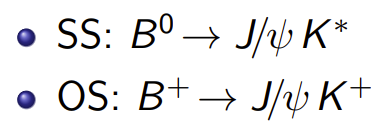 SS: B⁰ → J/ψ K*
OS: B⁺ → J/ψ K⁺